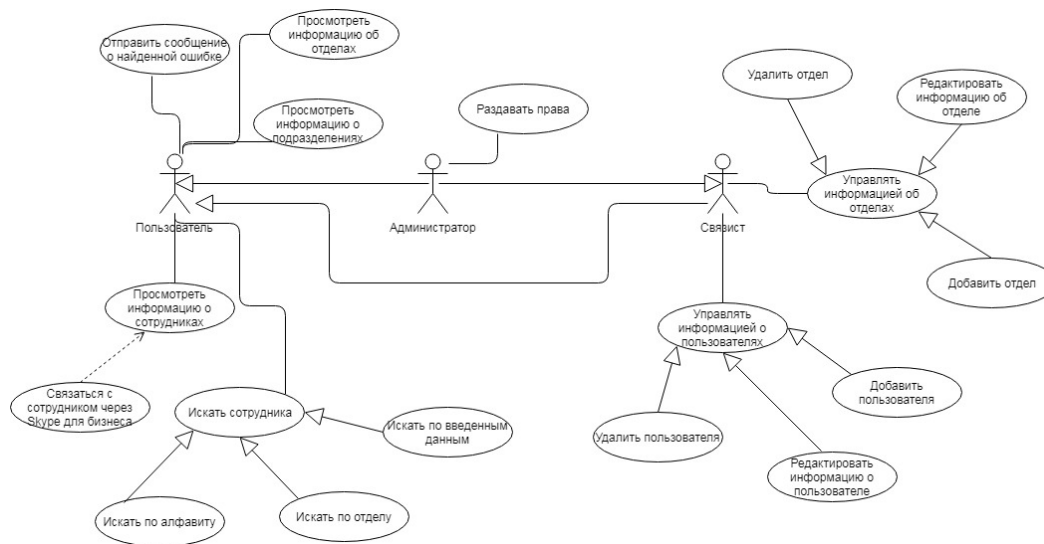 Отправить сообщение
о найденной ошибке
Просмотреть
информацию об
отделах
Просмотреть
информацию о
подразделениях
Раздавать права
Удалить отдел
Редактировать
информацию об
отделе
Управлять
информацией об
отделах
Добавить отдел
Пользователь
Администратор
Связист
Просмотреть
информацию о
сотрудниках
Связаться с
сотрудником через
Skype для бизнеса
Искать сотрудника
Искать по введенным
данным
Искать по алфавиту
Искать по отделу
Управлять
информацией о
пользователях
Добавить
пользователя
Удалить пользователя
Редактировать
информацию о
пользователе